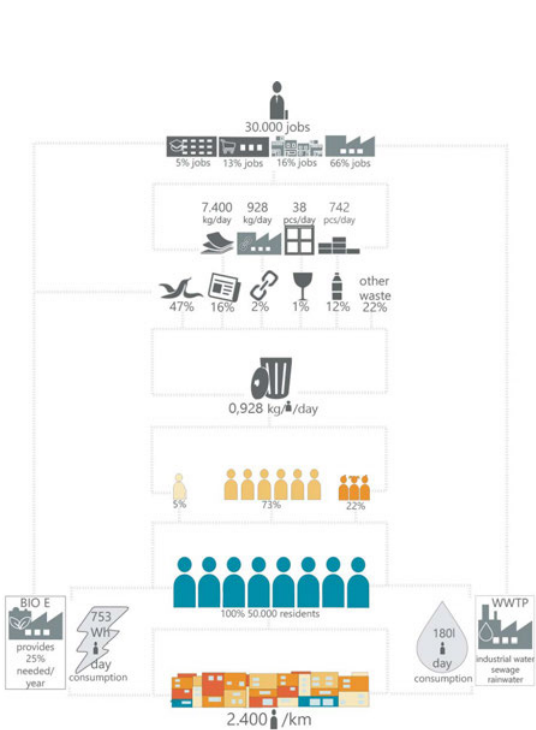 30.000 jobs
5% jobs 13% jobs 16% jobs 66% jobs
7.400 928 38 742
kg/day kg/day pcs/day pcs/day
other
waste
47% 16% 2% 1% 12% 22%
0,928 kg/ /day
5% 73% 22%
100% 50.000 residents
BIO E
provides
25%
needed/
year
753
Wh
day
consumption
180l
day
consumption
WWTP
industrial water
sewage
rainwater
2.400 /km